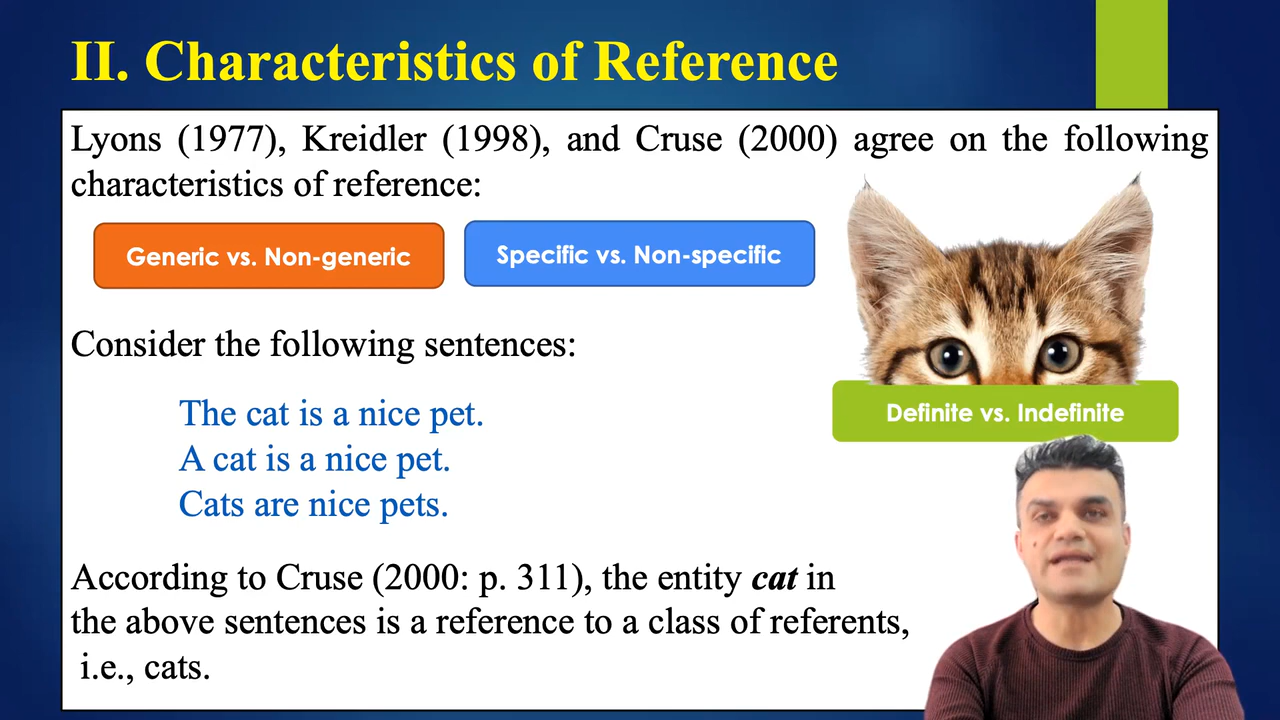 II. Characteristics of Reference
Lyons (1977), Kreidler (1998), and Cruse (2000) agree on the following
characteristics of reference:
Generic vs. Non-generic
Specific vs. Non-specific
Definite vs. Indefinite
Consider the following sentences:
The cat is a nice pet.
A cat is a nice pet.
Cats are nice pets.
According to Cruse (2000: p. 311), the entity cat in
the above sentences is a reference to a class of referents,
i.e., cats.